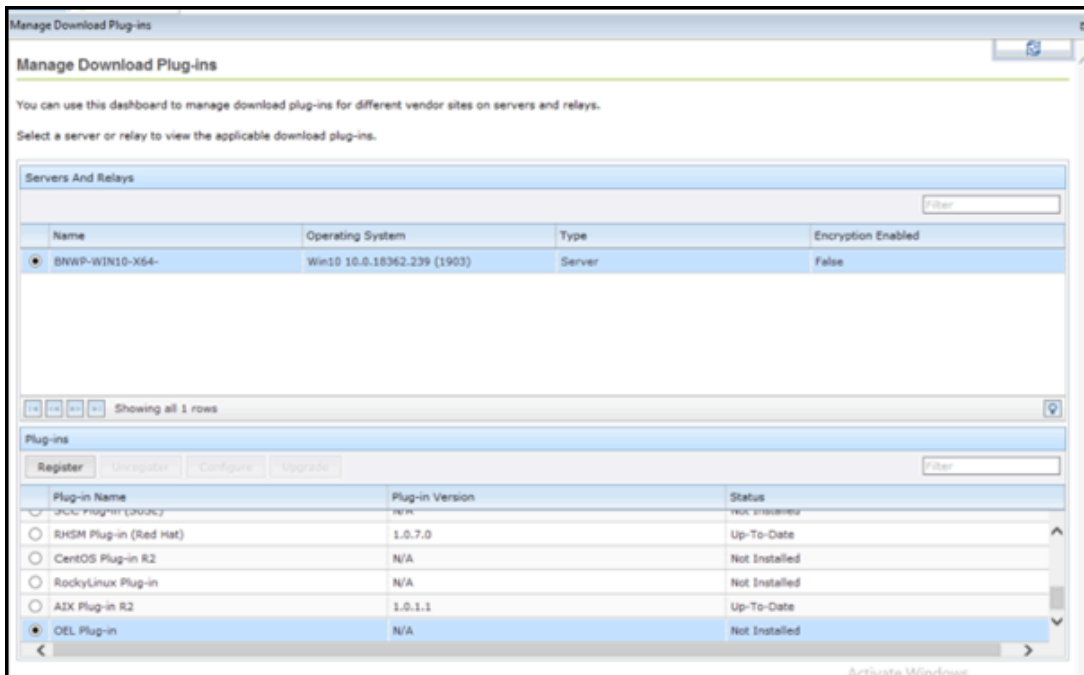 Manage Download Plug-ins
Manage Download Plug-ins
You can use this dashboard to manage download plug-ins for different vendor sites on servers and relays.
Select a server or relay to view the applicable download plug-ins.
Servers And Relays
Filter
Name Operating System Type Encryption Enabled
BNWP-WIN10-X64- Win10 10.0.18362.239 (1903) Server False
Showing all 1 rows
Plug-ins
Register Unregister Configure Upgrade Filter
Plug-in Name Plug-in Version Status
SCC Plug-in (SUSE) N/A Not Installed
RHSM Plug-in (Red Hat) 1.0.7.0 Up-To-Date
CentOS Plug-in R2 N/A Not Installed
RockyLinux Plug-in N/A Not Installed
AIX Plug-in R2 1.0.1.1 Up-To-Date
OEL Plug-in N/A Not Installed
Activate Windows